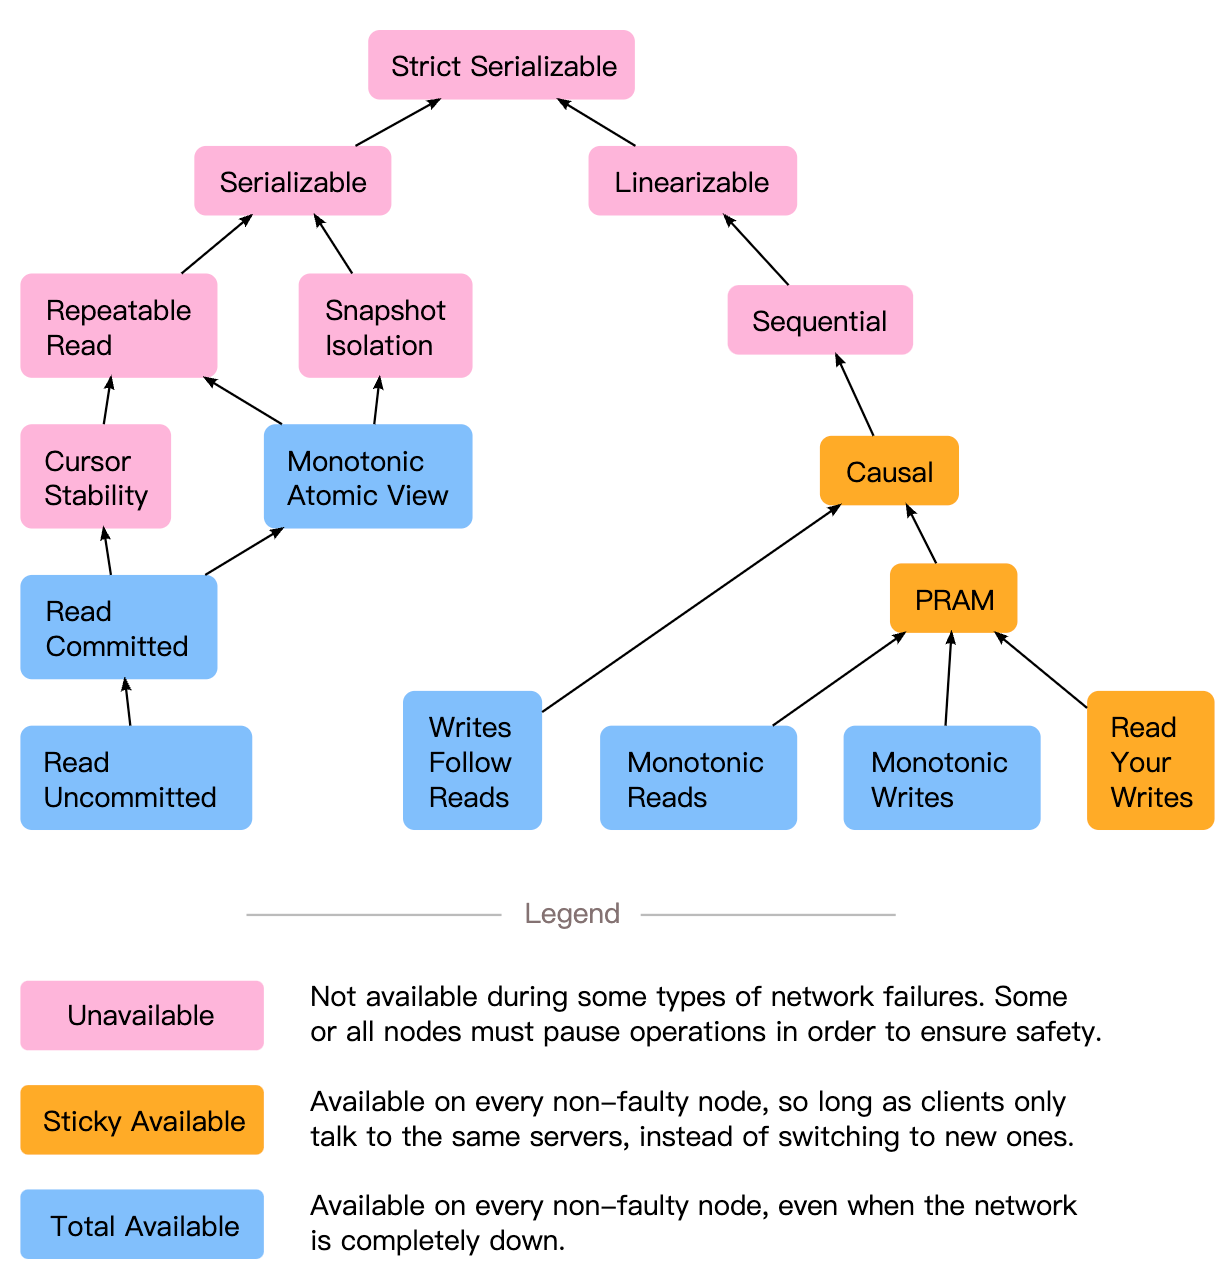 Strict Serializable
Serializable
Linearizable
Repeatable
Read
Snapshot
Isolation
Sequential
Cursor
Stability
Monotonic
Atomic View
Causal
Read
Committed
PRAM
Read
Uncommitted
Writes
Follow
Reads
Monotonic
Reads
Monotonic
Writes
Read
Your
Writes
Legend
Unavailable
Not available during some types of network failures. Some
or all nodes must pause operations in order to ensure safety.
Sticky Available
Available on every non–faulty node, so long as clients only
talk to the same servers, instead of switching to new ones.
Total Available
Available on every non–faulty node, even when the network
is completely down.